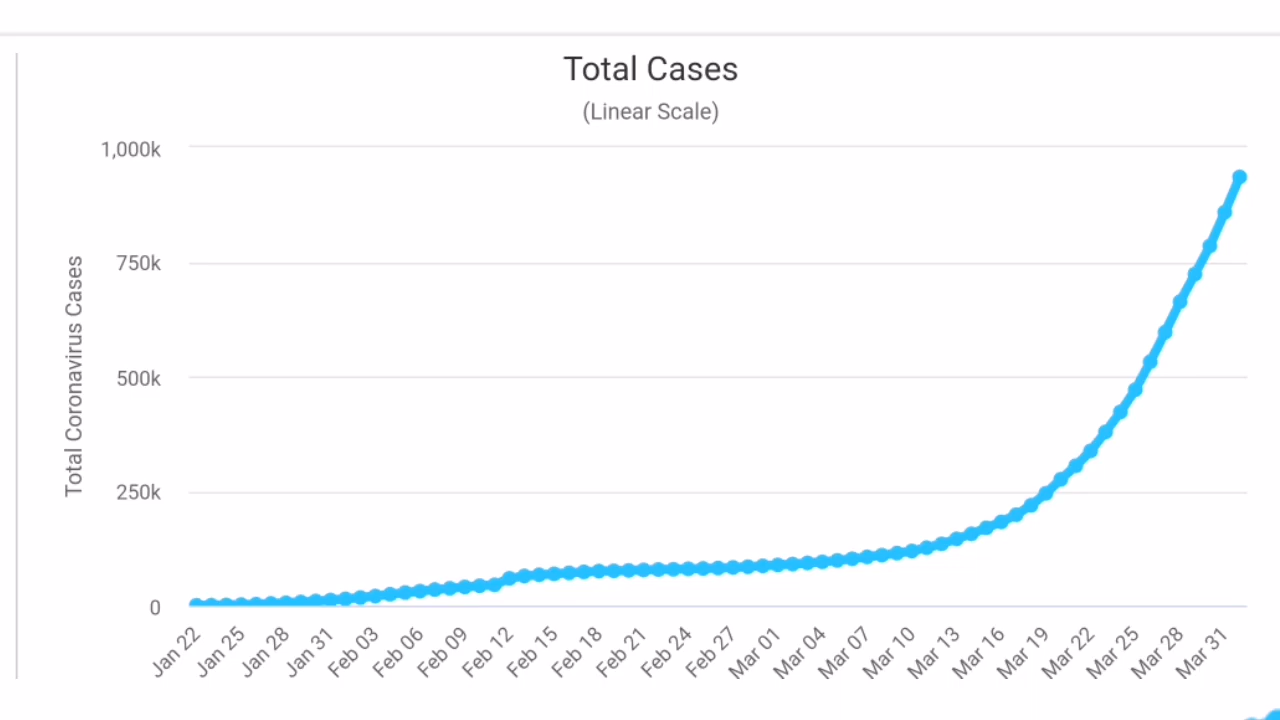 Total Cases
(Linear Scale)
Total Coronavirus Cases
1,000k
750k
500k
250k
0
Jan 22
Jan 25
Jan 28
Jan 31
Feb 03
Feb 06
Feb 09
Feb 12
Feb 15
Feb 18
Feb 21
Feb 24
Feb 27
Mar 01
Mar 04
Mar 07
Mar 10
Mar 13
Mar 16
Mar 19
Mar 22
Mar 25
Mar 28
Mar 31